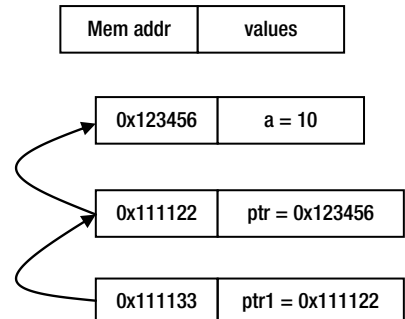 Mem addr values
0x123456 a = 10
0x111122 ptr = 0x123456
0x111133 ptr1 = 0x111122